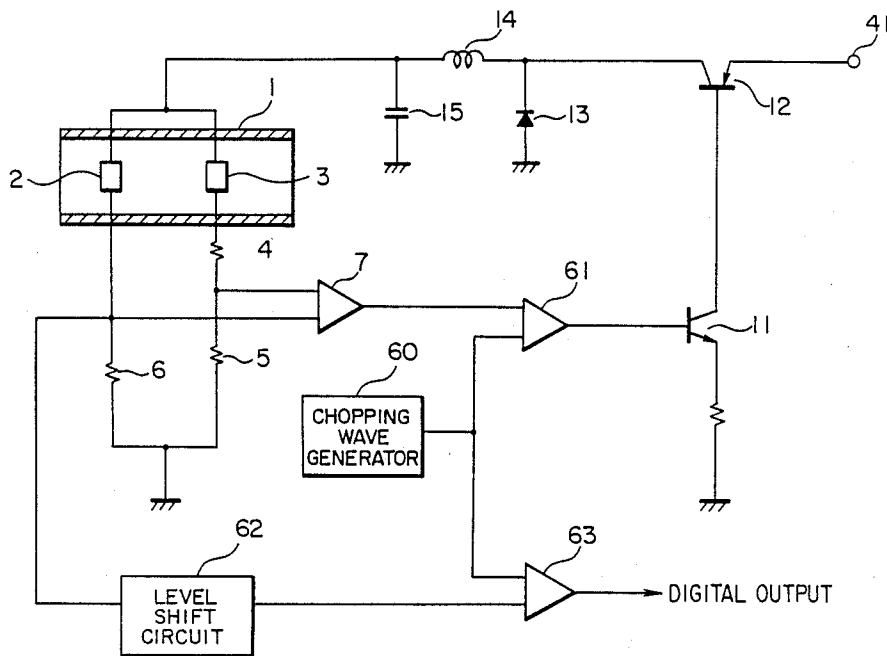 14
41
1
15
13
12
2
3
4
7
61
11
6
5
60
CHOPPING
WAVE
GENERATOR
62
63
LEVEL
SHIFT
CIRCUIT
DIGITAL OUTPUT